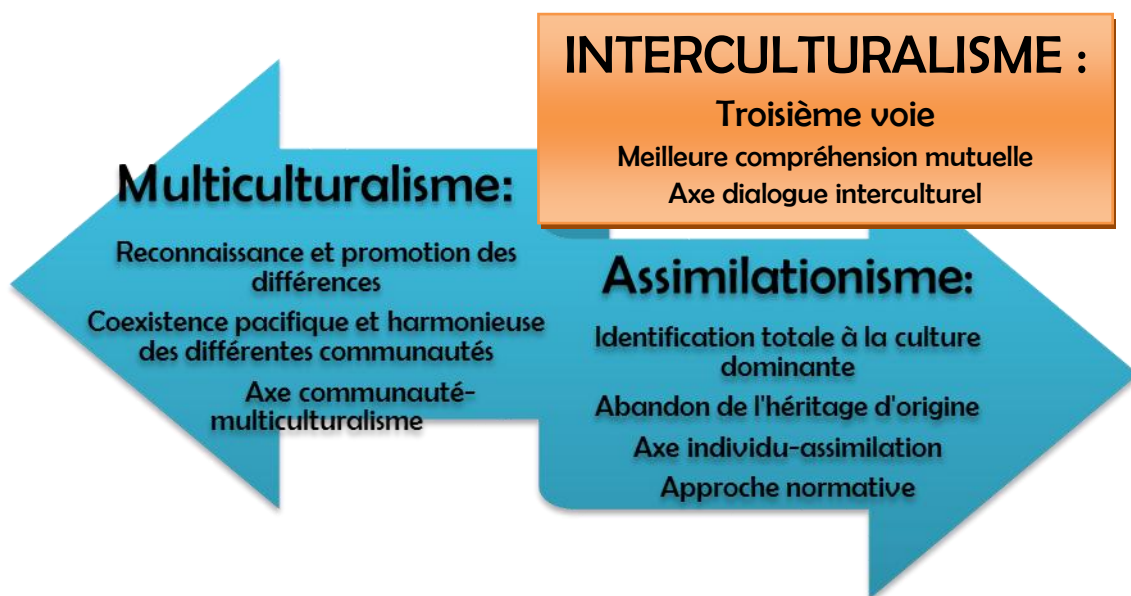 INTERCULTURALISME :
Troisième voie
Meilleure compréhension mutuelle
Axe dialogue interculturel
Multiculturalisme:
Reconnaissance et promotion des
différences
Coexistence pacifique et harmonieuse
des différentes communautés
Axe communauté-
multiculturalisme
Assimilationisme:
Identification totale à la culture
dominante
Abandon de l'héritage d'origine
Axe individu-assimilation
Approche normative